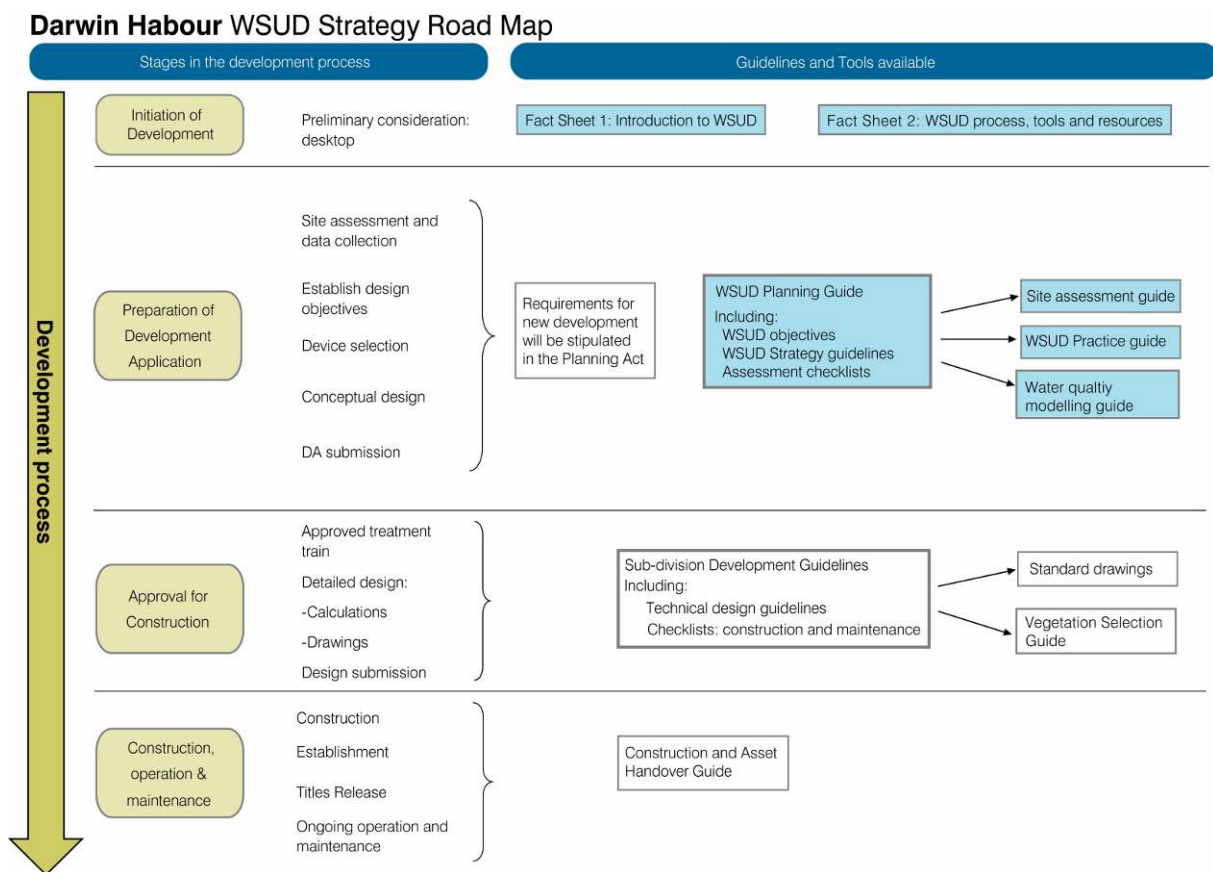 Darwin Habour WSUD Strategy Road Map
Stages in the development process
Guidelines and Tools available
Development process
Initiation of
Development
Preliminary consideration:
desktop
Fact Sheet 1: Introduction to WSUD
Fact Sheet 2: WSUD process, tools and resources
Preparation of
Development
Application
Site assessment and
data collection
Establish design
objectives
Device selection
Conceptual design
DA submission
Requirements for
new development
will be stipulated
in the Planning Act
WSUD Planning Guide
Including:
WSUD objectives
WSUD Strategy guidelines
Assessment checklists
Site assessment guide
WSUD Practice guide
Water qualtiy
modelling guide
Approval for
Construction
Approved treatment
train
Detailed design:
-Calculations
-Drawings
Design submission
Sub-division Development Guidelines
Including:
Technical design guidelines
Checklists: construction and maintenance
Standard drawings
Vegetation Selection
Guide
Construction,
operation &
maintenance
Construction
Establishment
Titles Release
Ongoing operation and
maintenance
Construction and Asset
Handover Guide